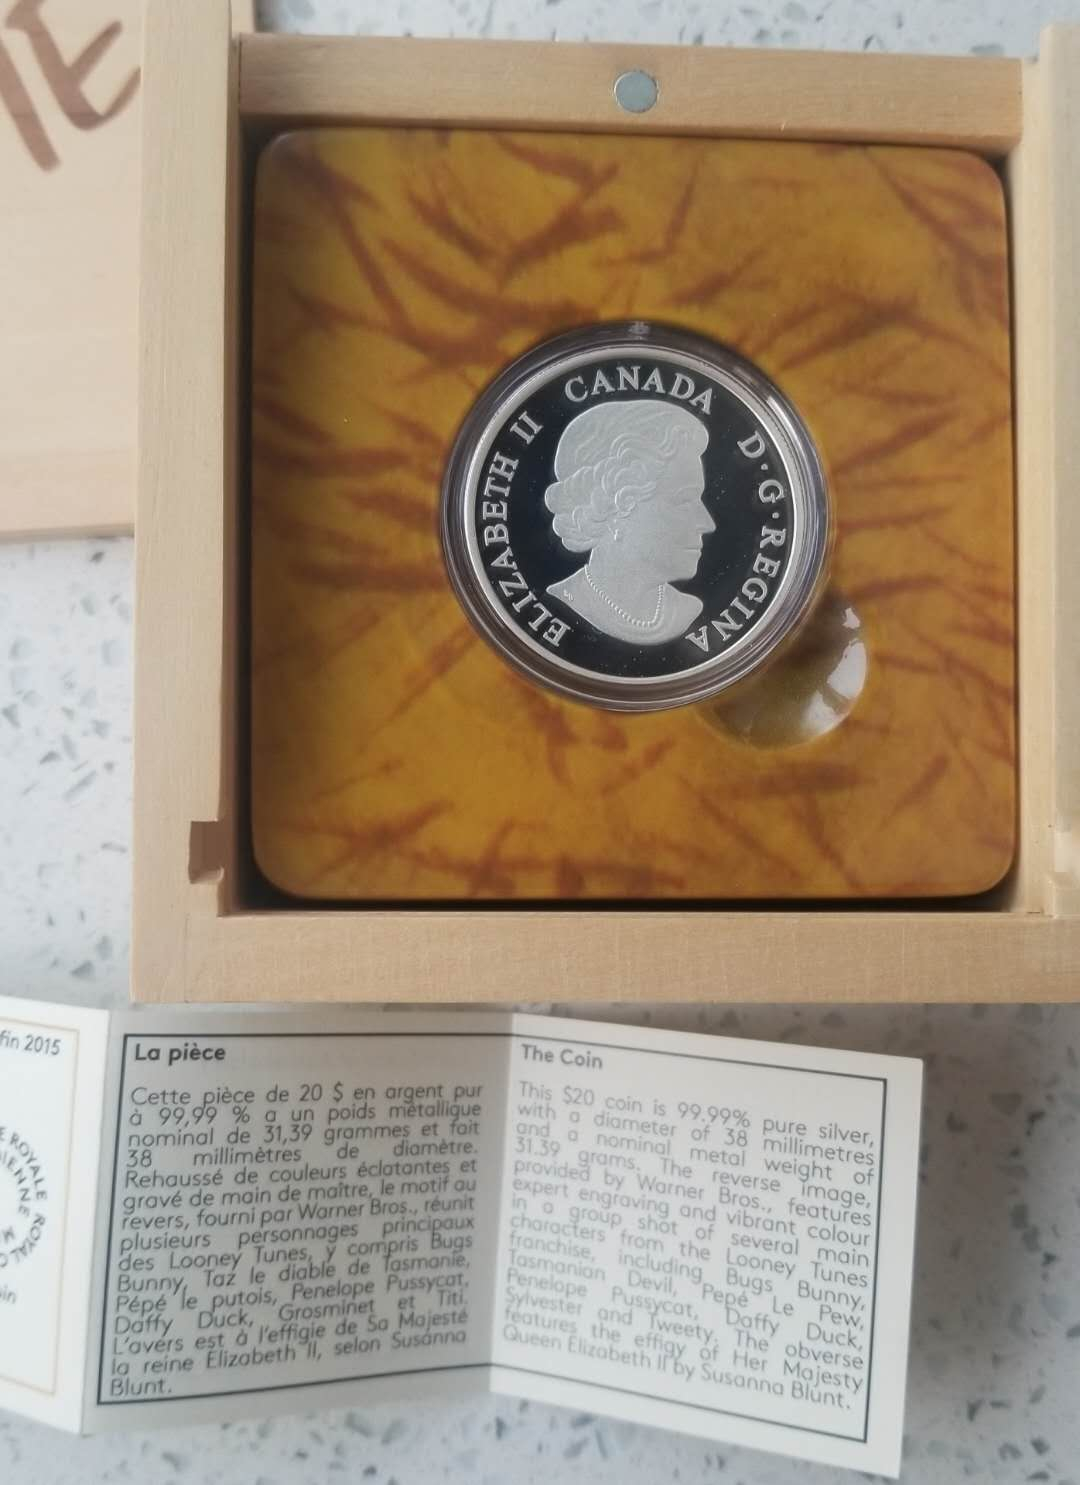 IE
ELIZABETH II CANADA D·G·REGINA
fin 2015
La pièce
Cette pièce de 20 $ en argent pur
à 99,99 % a un poids métallique
nominal de 31,39 grammes et fait
38 millimètres de diamètre.
Rehaussé de couleurs éclatantes et
gravé de main de maître, le motif au
revers, fourni par Warner Bros., réunit
plusieurs personnages principaux
des Looney Tunes, y compris Bugs
Bunny, Taz le diable de Tasmanie,
Pépé le putois, Penelope Pussycat,
Daffy Duck, Grosminet et Titi.
L'avers est à l'effigie de Sa Majesté
la reine Elizabeth II, selon Susanna
Blunt.
The Coin
This $20 coin is 99.99% pure silver,
with a diameter of 38 millimetres
and a nominal metal weight of
31.39 grams. The reverse image,
provided by Warner Bros., features
expert engraving and vibrant colour
in a group shot of several main
characters from the Looney Tunes
franchise, including Bugs Bunny,
Tasmanian Devil, Pepé Le Pew,
Penelope Pussycat, Daffy Duck,
Sylvester and Tweety. The obverse
features the effigy of Her Majesty
Queen Elizabeth II by Susanna Blunt.